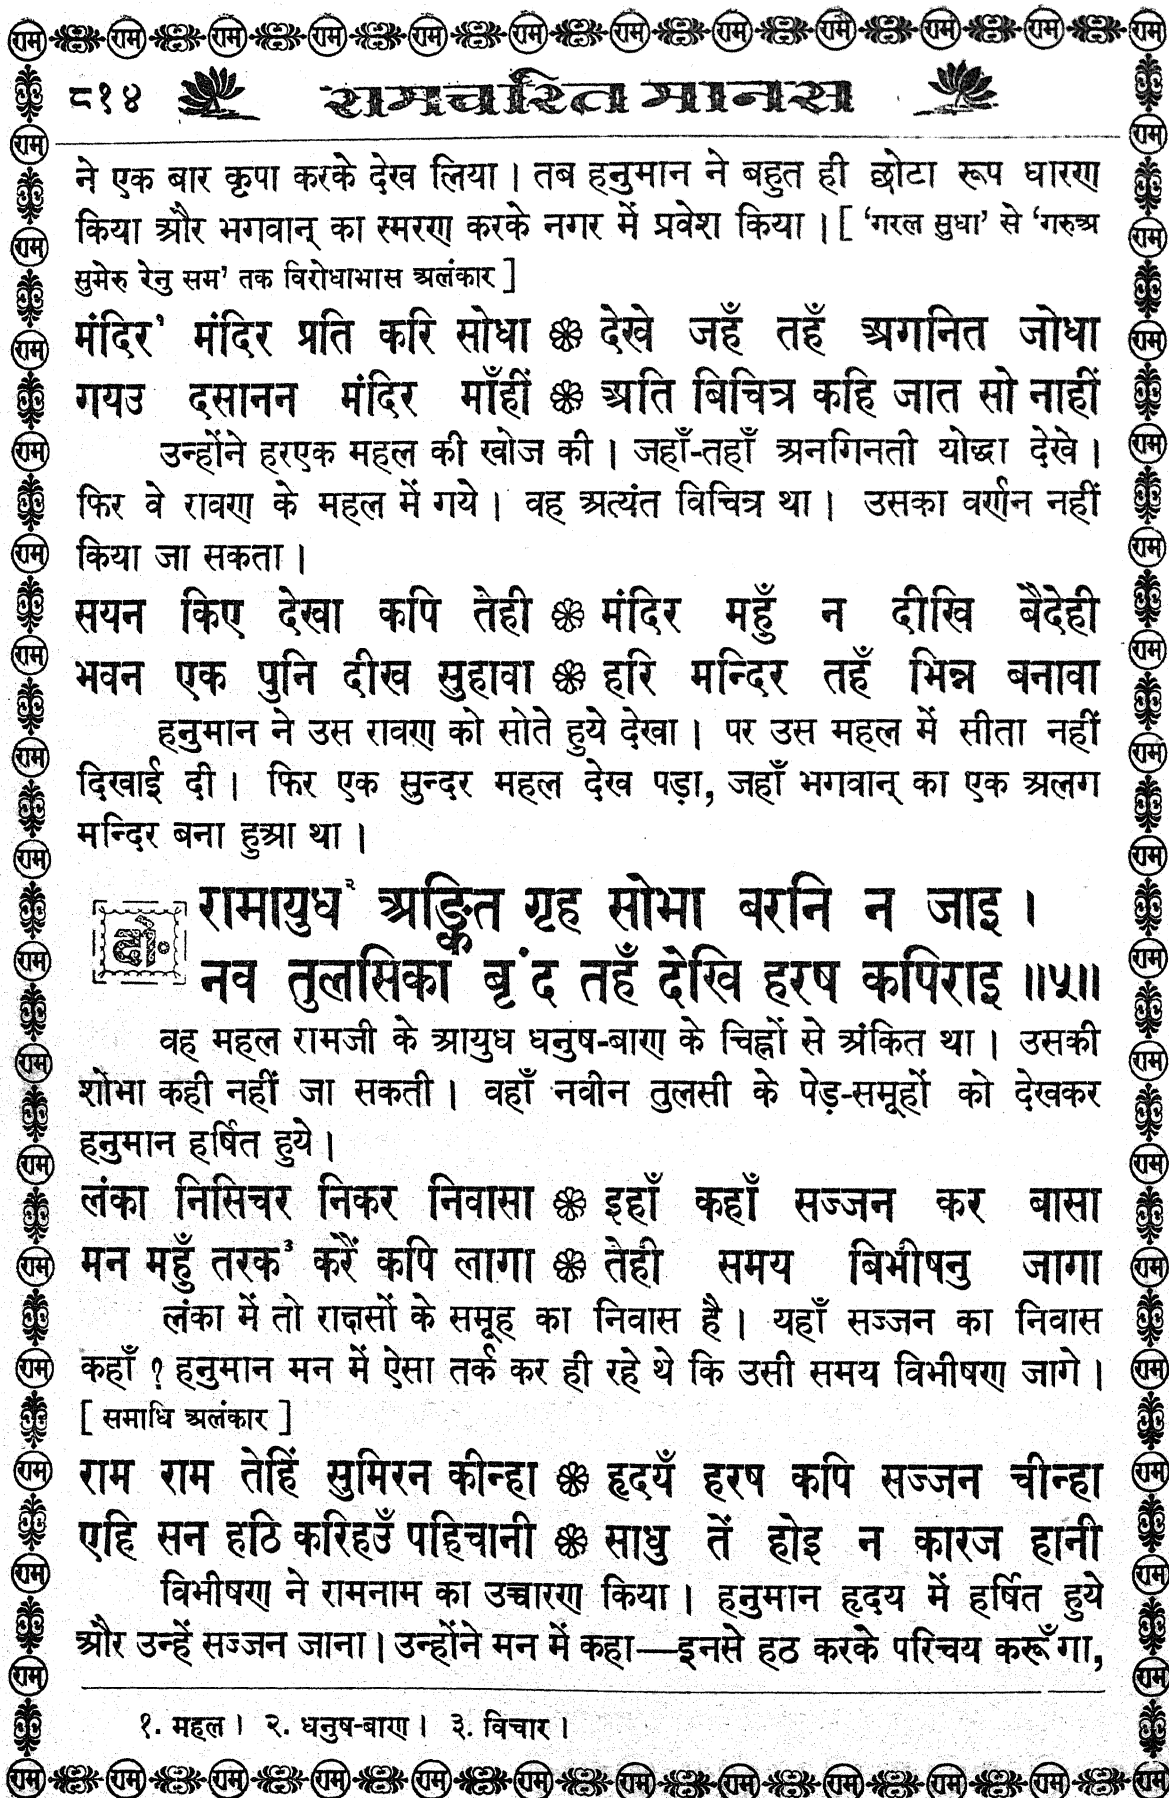 ८१४ रामचरित मानस
ने एक बार कृपा करके देख लिया। तब हनुमान ने बहुत ही छोटा रूप धारण
किया और भगवान् का स्मरण करके नगर में प्रवेश किया। [ 'गरल सुधा' से 'गरुअ
सुमेरु रेनु सम' तक विरोधाभास अलंकार ]
मंदिर¹ मंदिर प्रति करि सोधा ❀ देखे जहँ तहँ अगनित जोधा
गयउ दसानन मंदिर माँहीं ❀ अति बिचित्र कहि जात सो नाहीं
उन्होंने हरएक महल की खोज की। जहाँ-तहाँ अनगिनती योद्धा देखे।
फिर वे रावण के महल में गये। वह अत्यंत विचित्र था। उसका वर्णन नहीं
किया जा सकता।
सयन किए देखा कपि तेही ❀ मंदिर महुँ न दीखि बैदेही
भवन एक पुनि दीख सुहावा ❀ हरि मन्दिर तहँ भिन्न बनावा
हनुमान ने उस रावण को सोते हुये देखा। पर उस महल में सीता नहीं
दिखाई दी। फिर एक सुन्दर महल देख पड़ा, जहाँ भगवान् का एक अलग
मन्दिर बना हुआ था।
दो. रामायुध² अङ्कित गृह सोभा बरनि न जाइ।
नव तुलसिका बृंद तहँ देखि हरष कपिराइ ॥५॥
वह महल रामजी के आयुध धनुष-बाण के चिह्नों से अंकित था। उसकी
शोभा कही नहीं जा सकती। वहाँ नवीन तुलसी के पेड़-समूहों को देखकर
हनुमान हर्षित हुये।
लंका निसिचर निकर निवासा ❀ इहाँ कहाँ सज्जन कर बासा
मन महुँ तरक³ करैं कपि लागा ❀ तेही समय बिभीषनु जागा
लंका में तो राक्षसों के समूह का निवास है। यहाँ सज्जन का निवास
कहाँ ? हनुमान मन में ऐसा तर्क कर ही रहे थे कि उसी समय विभीषण जागे।
[ समाधि अलंकार ]
राम राम तेहिं सुमिरन कीन्हा ❀ हृदयँ हरष कपि सज्जन चीन्हा
एहि सन हठि करिहउँ पहिचानी ❀ साधु तें होइ न कारज हानी
विभीषण ने रामनाम का उच्चारण किया। हनुमान हृदय में हर्षित हुये
और उन्हें सज्जन जाना। उन्होंने मन में कहा—इनसे हठ करके परिचय करूँगा,
१. महल। २. धनुष-बाण। ३. विचार।